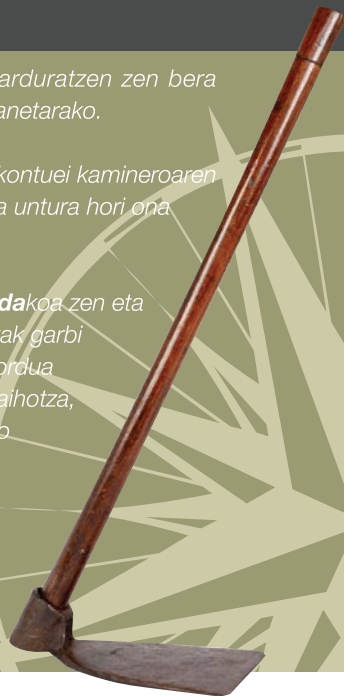 arduratzen zen bera
anetarako.
kontuei kamineroaren
a untura hori ona
dakoa zen eta
ak garbi
ordua
aihotza,
o